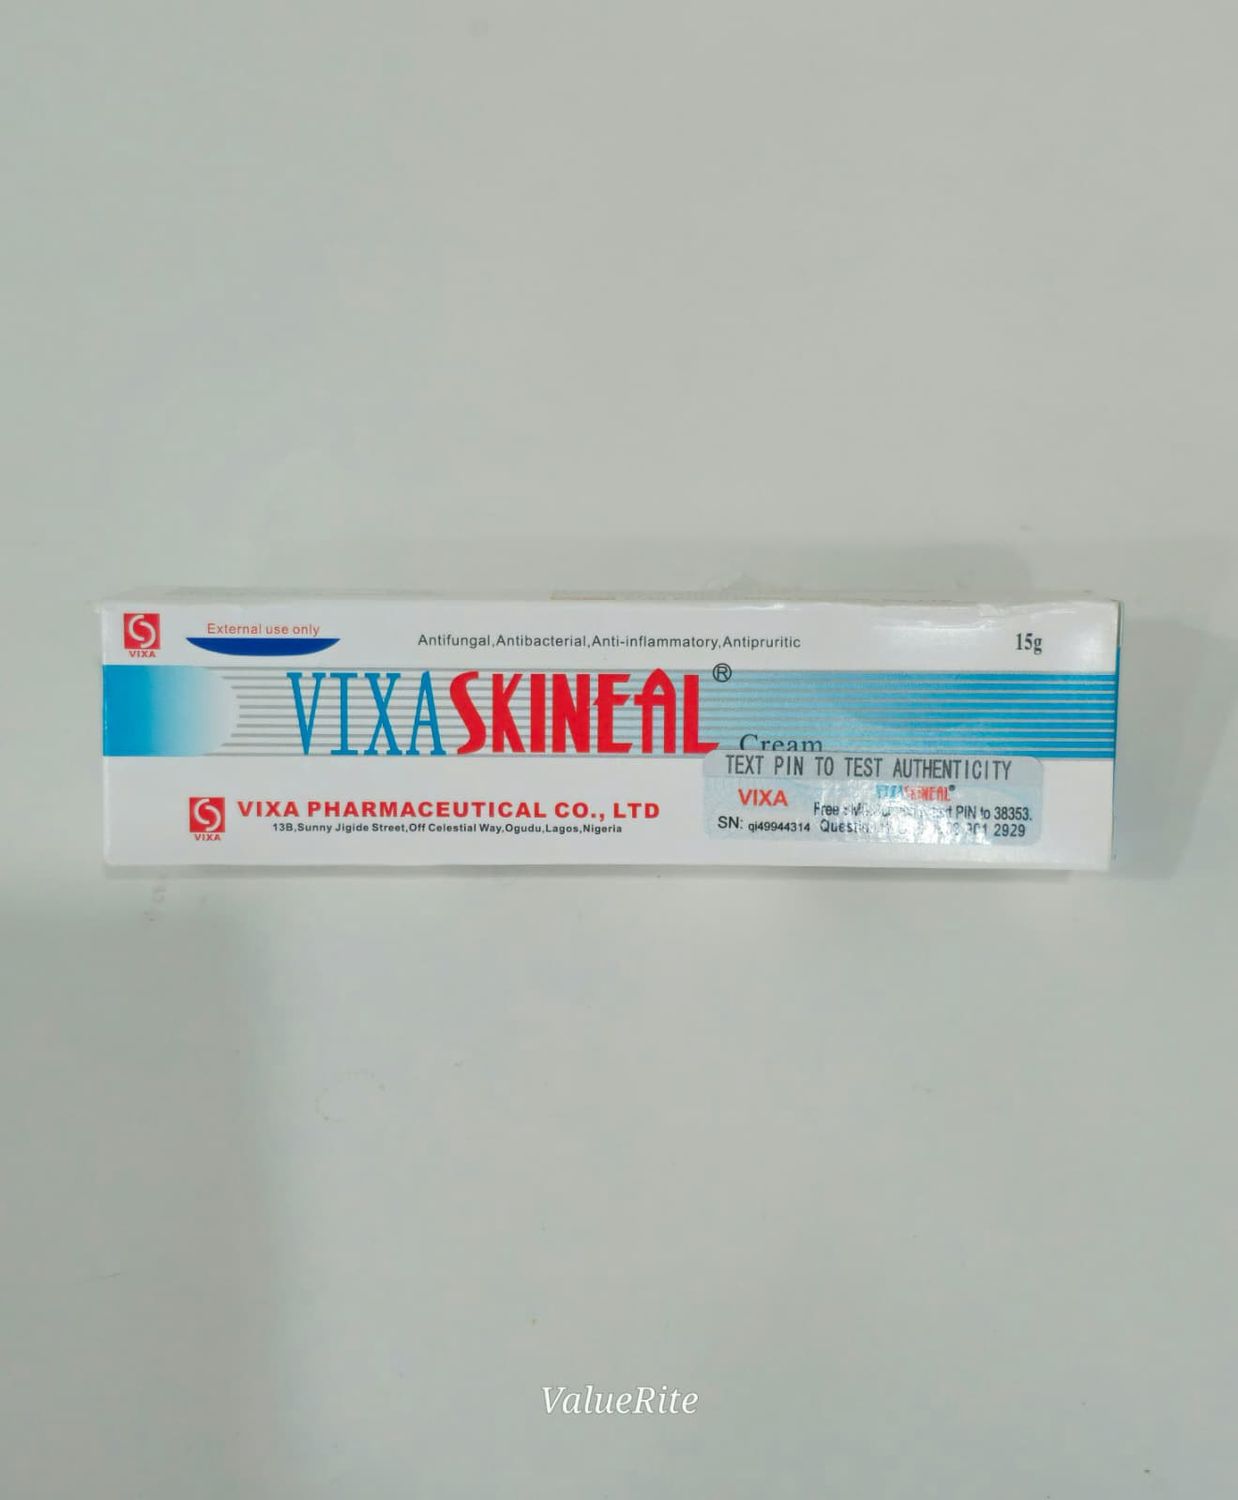 VIXA
External use only
Antifungal,Antibacterial,Anti-inflammatory,Antipruritic
15g
VIXASKINEAL®
Cream
TEXT PIN TO TEST AUTHENTICITY
VIXA
VIXASKINEAL®
Free PIN to 38353.
SN: qi49944314 2929
VIXA PHARMACEUTICAL CO., LTD
13B,Sunny Jigide Street,Off Celestial Way,Ogudu,Lagos,Nigeria
VIXA
ValueRite